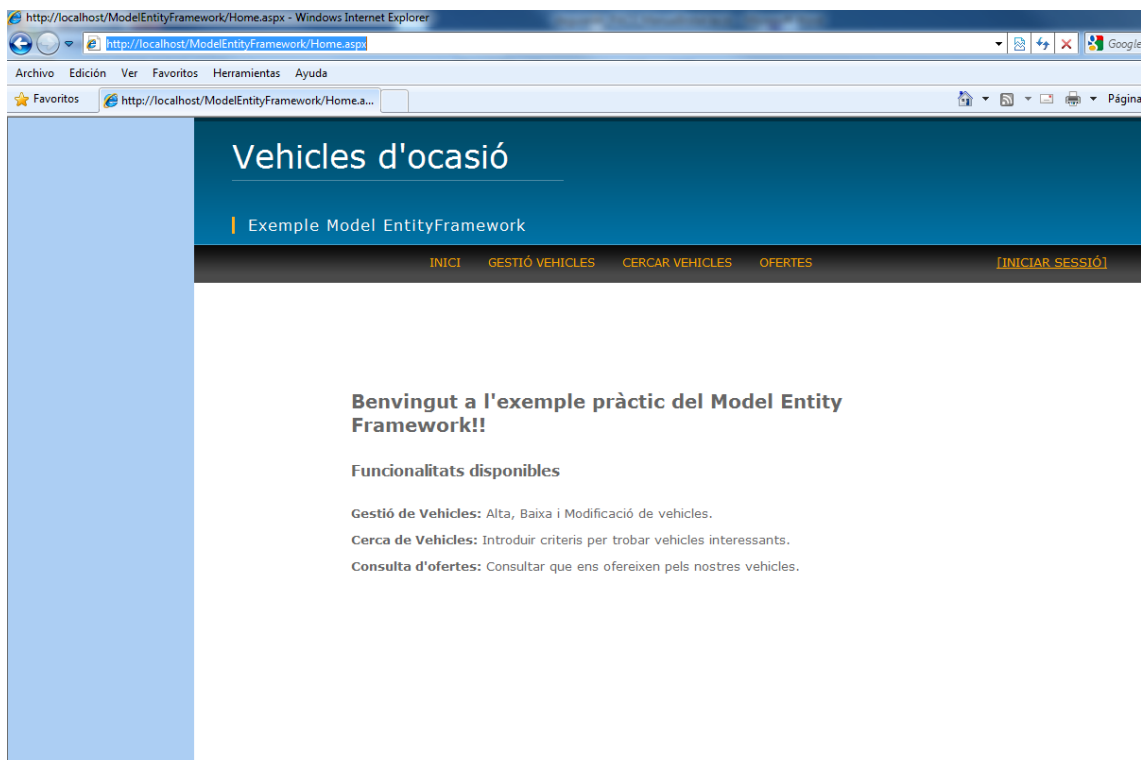 http://localhost/ModelEntityFramework/Home.aspx - Windows Internet Explorer
http://localhost/ModelEntityFramework/Home.aspx
Google
Archivo Edición Ver Favoritos Herramientas Ayuda
Favoritos http://localhost/ModelEntityFramework/Home.a... Página
Vehicles d'ocasió
Exemple Model EntityFramework
INICI GESTIÓ VEHICLES CERCAR VEHICLES OFERTES [INICIAR SESSIÓ]
Benvingut a l'exemple pràctic del Model Entity
Framework!!
Funcionalitats disponibles
Gestió de Vehicles: Alta, Baixa i Modificació de vehicles.
Cerca de Vehicles: Introduir criteris per trobar vehicles interessants.
Consulta d'ofertes: Consultar que ens ofereixen pels nostres vehicles.